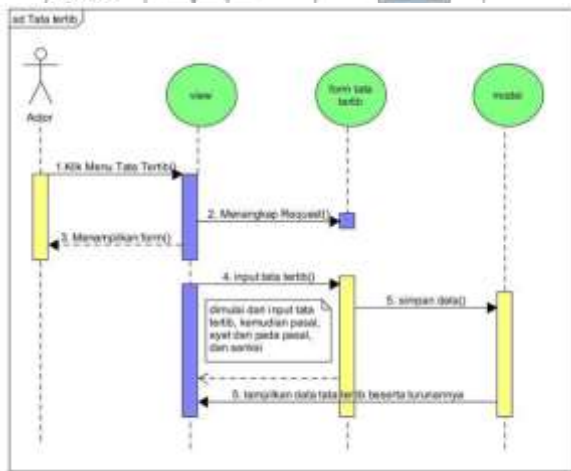 sd Tata tertib
view
form tata
tertib
model
Actor
1.Klik Menu Tata Tertib()
2. Menangkap Request()
3. Menampilkan form()
4. input tata tertib()
5. simpan data()
dimulai dari input tata
tertib, kemudian pasal,
ayat dari pada pasal,
dan sanksi
tampilkan data tata tertib beserta turunannya